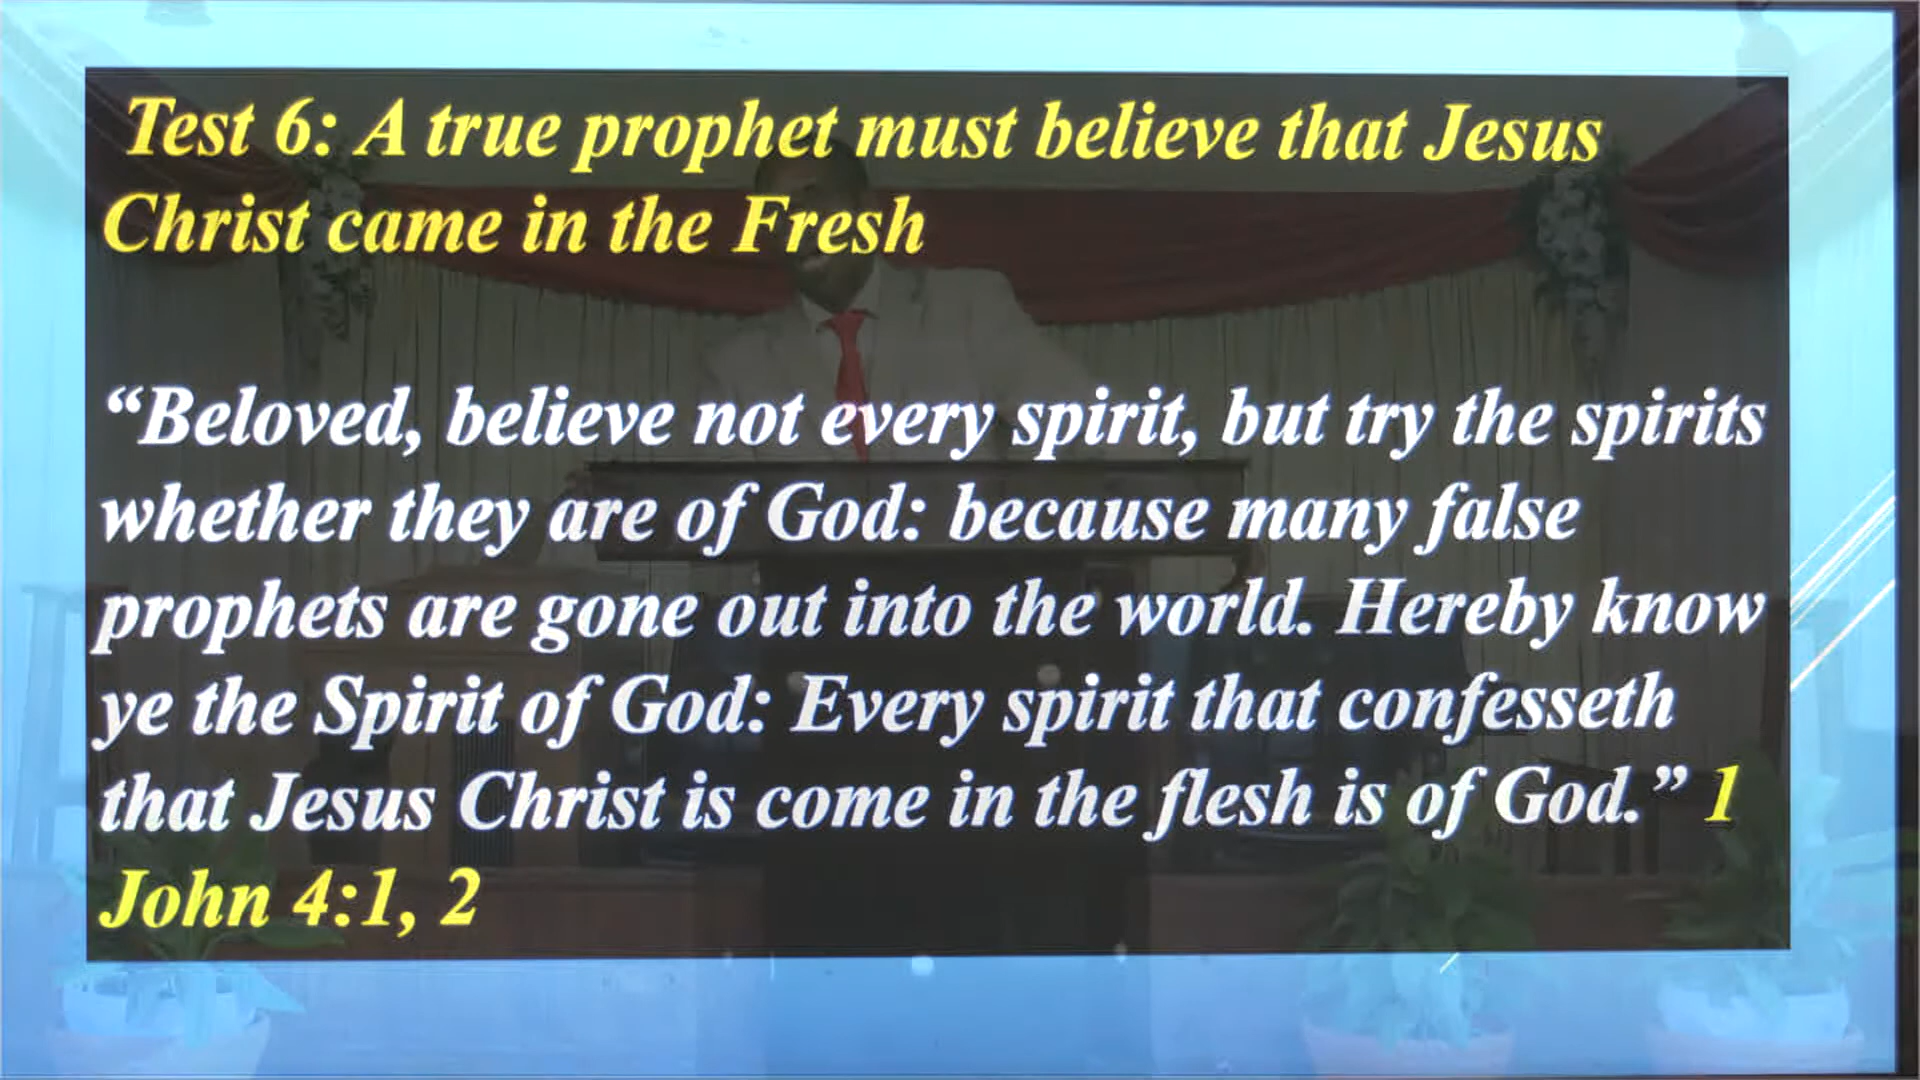 Test 6: A true prophet must believe that Jesus
Christ came in the Fresh
“Beloved, believe not every spirit, but try the spirits
whether they are of God: because many false
prophets are gone out into the world. Hereby know
ye the Spirit of God: Every spirit that confesseth
that Jesus Christ is come in the flesh is of God.” 1
John 4:1, 2